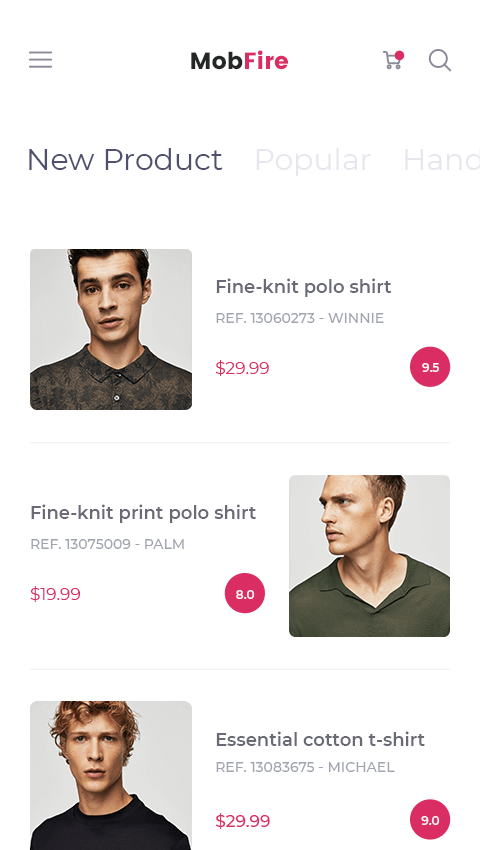 MobFire
New Product Popular Hand
Fine-knit polo shirt
REF. 13060273 - WINNIE
$29.99
9.5
Fine-knit print polo shirt
REF. 13075009 - PALM
$19.99
8.0
Essential cotton t-shirt
REF. 13083675 - MICHAEL
$29.99
9.0